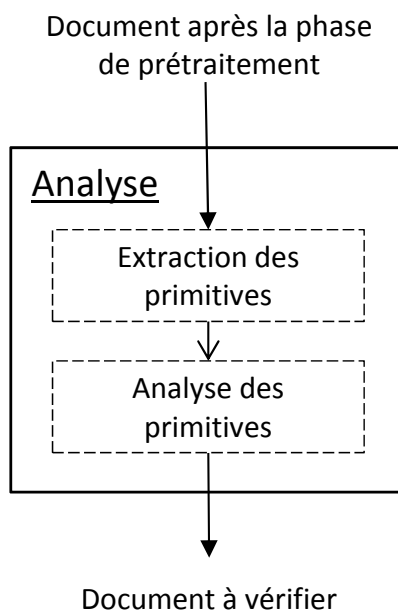 Document après la phase
de prétraitement
Analyse
Extraction des
primitives
Analyse des
primitives
Document à vérifier